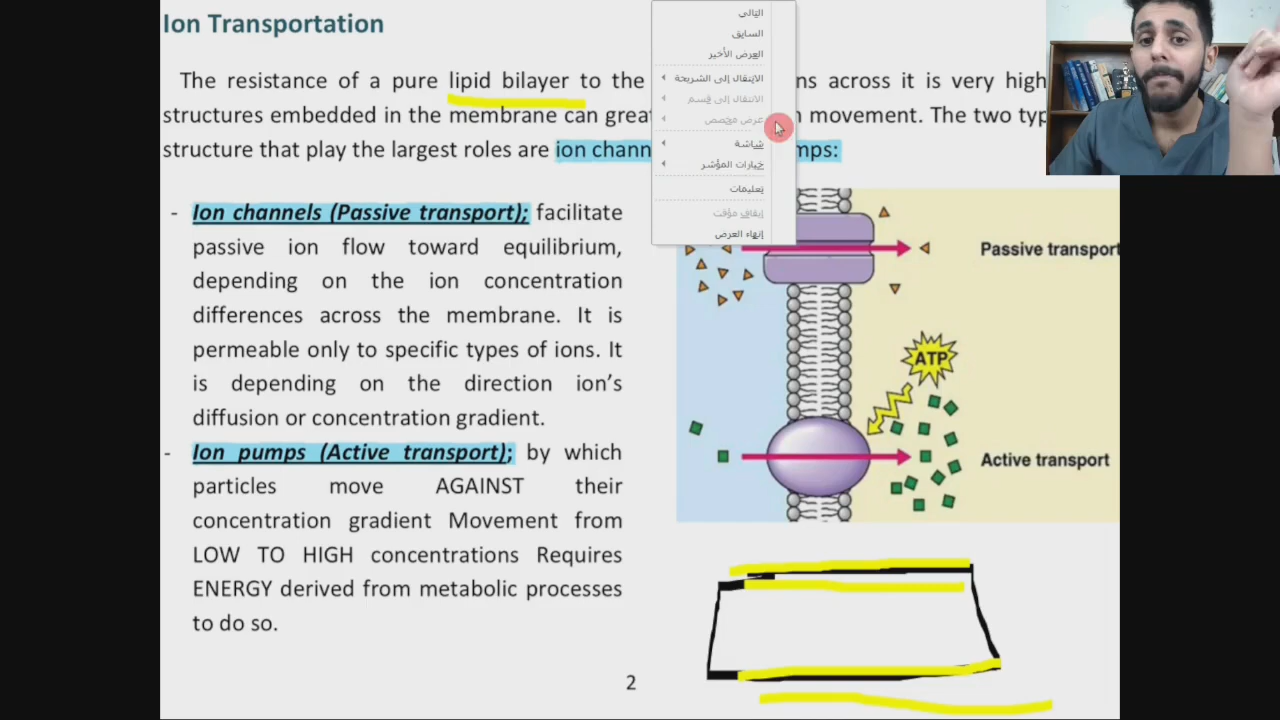 Ion Transportation
The resistance of a pure lipid bilayer to the ns across it is very high
structures embedded in the membrane can movement. The two
structure that play the largest roles are ion
- Ion channels (Passive transport); facilitate
passive ion flow toward equilibrium,
depending on the ion concentration
differences across the membrane. It is
permeable only to specific types of ions. It
is depending on the direction ion's
diffusion or concentration gradient.
- Ion pumps (Active transport); by which
particles move AGAINST their
concentration gradient Movement from
LOW TO HIGH concentrations Requires
ENERGY derived from metabolic processes
to do so.
التالي
السابق
العرض الأخير
الانتقال إلى الشريحة
الانتقال إلى قسم
عرض مخصص
شاشة
خيارات المؤشر
تعليمات
إيقاف مؤقت
إنهاء العرض
Passive transport
ATP
Active transport
2